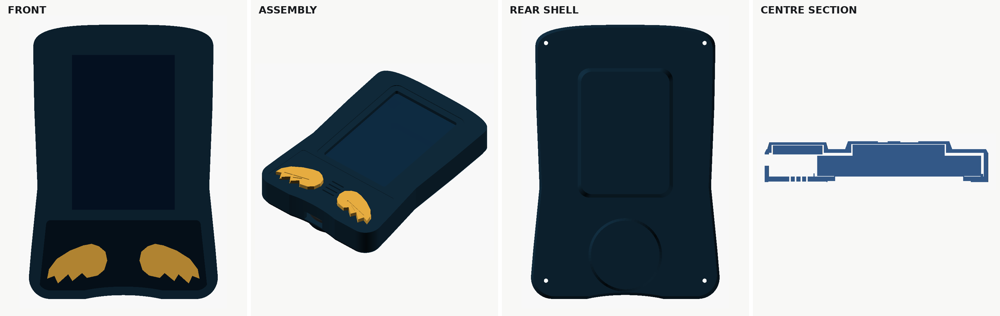 FRONT
ASSEMBLY
REAR SHELL
CENTRE SECTION